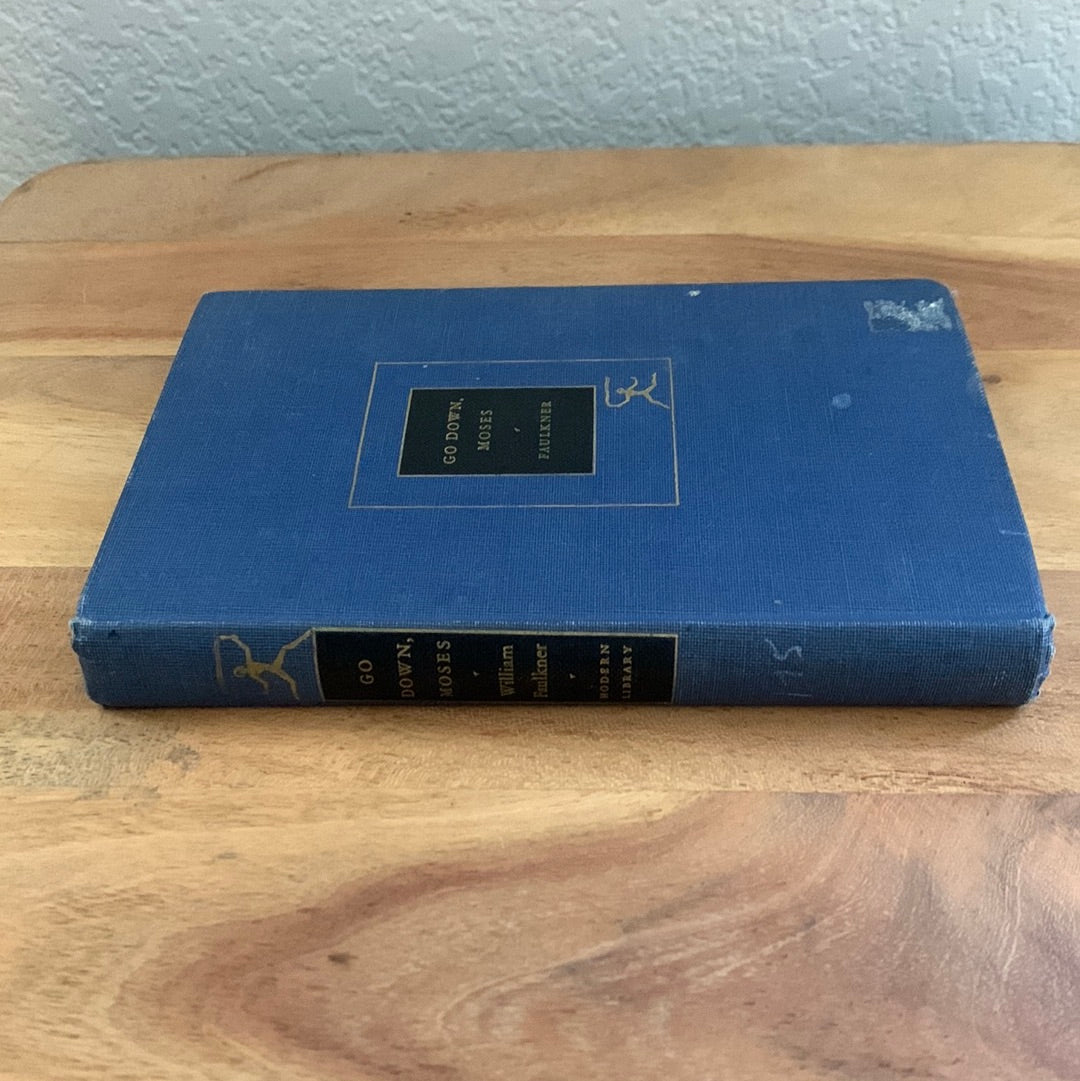 GO DOWN,
MOSES
FAULKNER
GO
DOWN,
MOSES
William
Faulkner
MODERN
LIBRARY